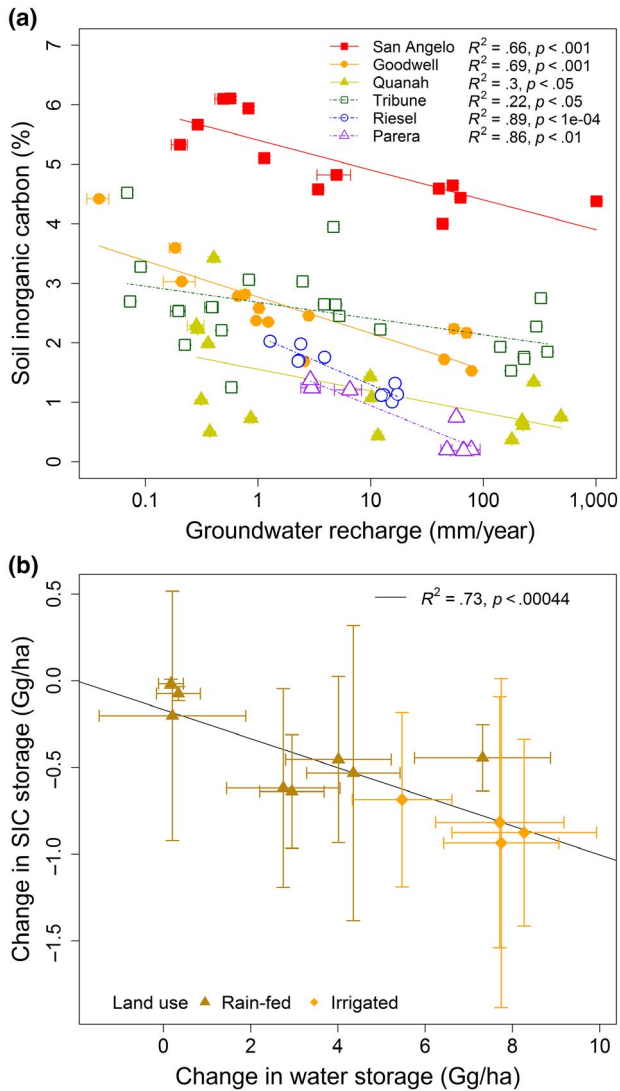 (a)
San Angelo R² = .66, p < .001
Goodwell R² = .69, p < .001
Quanah R² = .3, p < .05
Tribune R² = .22, p < .05
Riesel R² = .89, p < 1e-04
Parera R² = .86, p < .01
Soil inorganic carbon (%)
7
6
5
4
3
2
1
0
0.1 1 10 100 1,000
Groundwater recharge (mm/year)
(b)
R² = .73, p < .00044
Change in SIC storage (Gg/ha)
0.5
0.0
−0.5
−1.0
−1.5
Land use Rain-fed Irrigated
0 2 4 6 8 10
Change in water storage (Gg/ha)